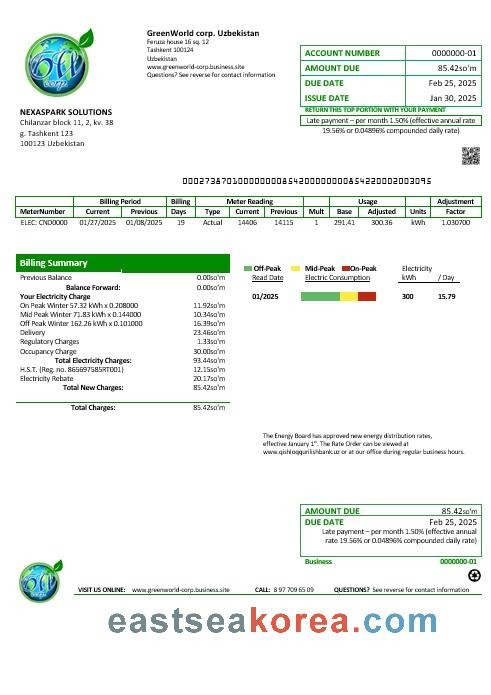 GreenWorld corp. Uzbekistan
Feruza house 16 sq. 12
Tashkent 100124
Uzbekistan
www.greenworld-corp.business.site
Questions? See reverse for contact information
GW
corp.
ACCOUNT NUMBER 0000000-01
AMOUNT DUE 85.42so'm
DUE DATE Feb 25, 2025
ISSUE DATE Jan 30, 2025
RETURN THIS TOP PORTION WITH YOUR PAYMENT
Late payment – per month 1.50% (effective annual rate
19.56% or 0.04896% compounded daily rate)
NEXASPARK SOLUTIONS
Chilanzar block 11, 2, kv. 38
g. Tashkent 123
100123 Uzbekistan
Billing Period Billing Meter Reading Usage Adjustment
MeterNumber Current Previous Days Type Current Previous Mult Base Adjusted Units Factor
ELEC: CND0000 01/27/2025 01/08/2025 19 Actual 14406 14115 1 291.41 300.36 kWh 1.030700
Billing Summary
Previous Balance 0.00so'm
Balance Forward: 0.00so'm
Your Electricity Charge
On Peak Winter 57.32 kWh x 0.208000 11.92so'm
Mid Peak Winter 71.83 kWh x 0.144000 10.34so'm
Off Peak Winter 162.26 kWh x 0.101000 16.39so'm
Delivery 23.46so'm
Regulatory Charges 1.33so'm
Occupancy Charge 30.00so'm
Total Electricity Charges: 93.44so'm
H.S.T. (Reg. no. 865697585RT001) 12.15so'm
Electricity Rebate 20.17so'm
Total New Charges: 85.42so'm
Total Charges: 85.42so'm
Off-Peak Mid-Peak On-Peak Electricity
Read Date Electric Consumption kWh / Day
01/2025 300 15.79
The Energy Board has approved new energy distribution rates,
effective January 1st. The Rate Order can be viewed at
www.qishloqqurilishbank.uz or at our office during regular business hours.
AMOUNT DUE 85.42so'm
DUE DATE Feb 25, 2025
Late payment – per month 1.50% (effective annual
rate 19.56% or 0.04896% compounded daily rate)
Business 0000000-01
GW
corp.
VISIT US ONLINE: www.greenworld-corp.business.site CALL: 8 97 709 65 09 QUESTIONS? See reverse for contact information
eastseakorea.com